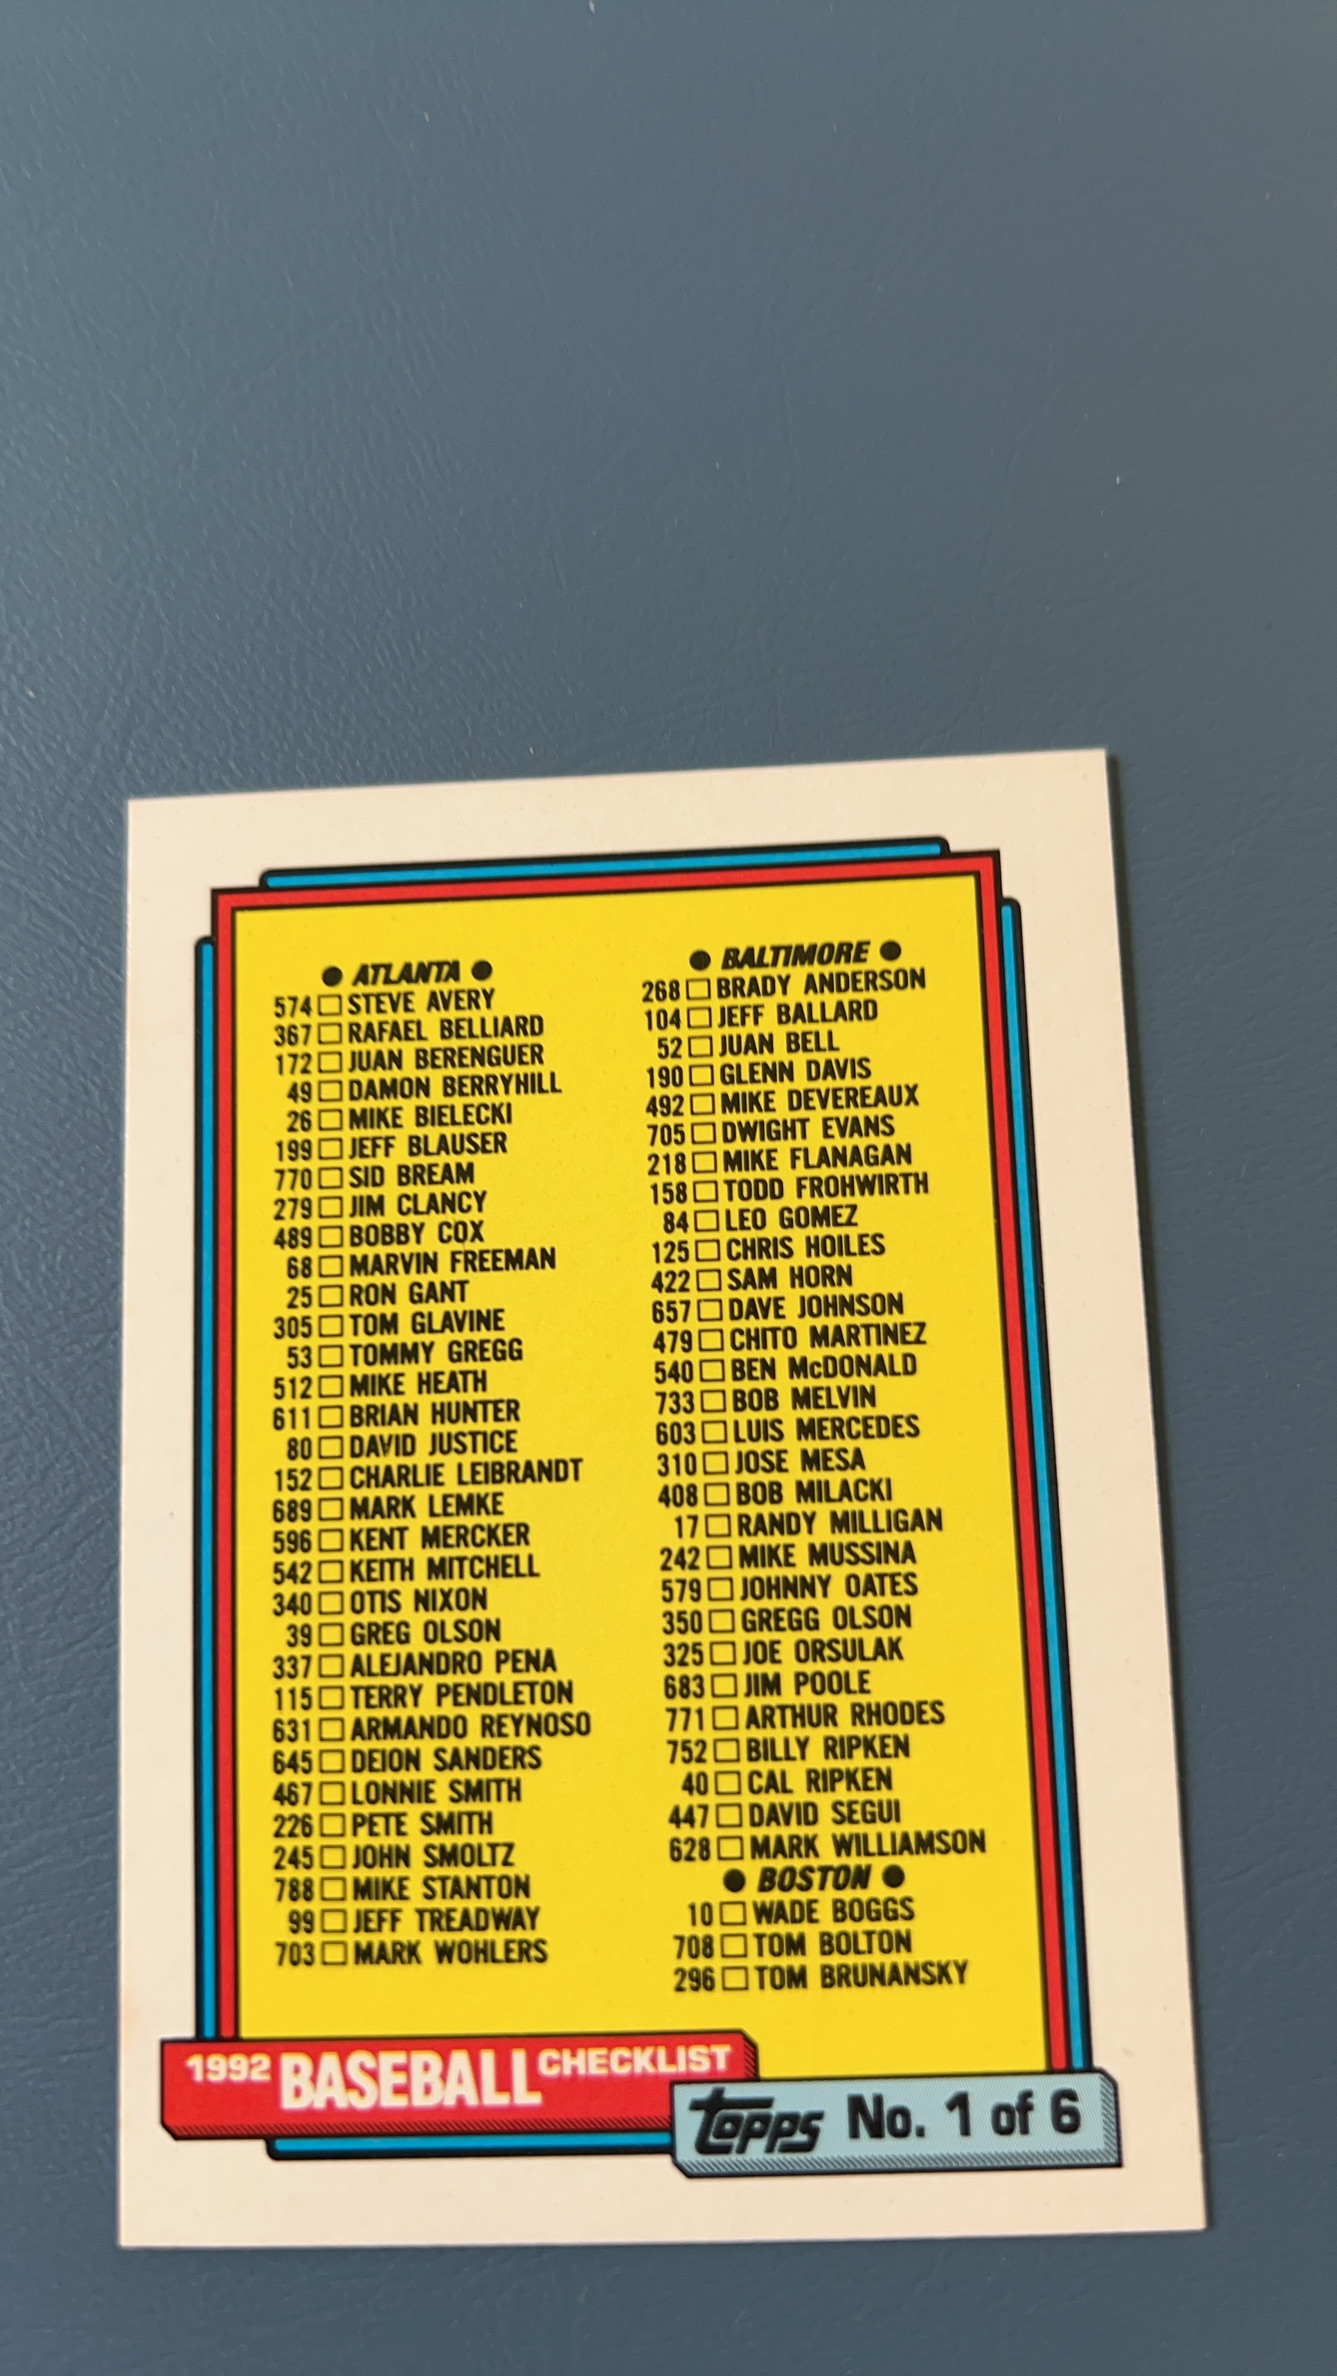 ● ATLANTA ●
574 □ STEVE AVERY
367 □ RAFAEL BELLIARD
172 □ JUAN BERENGUER
49 □ DAMON BERRYHILL
26 □ MIKE BIELECKI
199 □ JEFF BLAUSER
770 □ SID BREAM
279 □ JIM CLANCY
489 □ BOBBY COX
68 □ MARVIN FREEMAN
25 □ RON GANT
305 □ TOM GLAVINE
53 □ TOMMY GREGG
512 □ MIKE HEATH
611 □ BRIAN HUNTER
80 □ DAVID JUSTICE
152 □ CHARLIE LEIBRANDT
689 □ MARK LEMKE
596 □ KENT MERCKER
542 □ KEITH MITCHELL
340 □ OTIS NIXON
39 □ GREG OLSON
337 □ ALEJANDRO PENA
115 □ TERRY PENDLETON
631 □ ARMANDO REYNOSO
645 □ DEION SANDERS
467 □ LONNIE SMITH
226 □ PETE SMITH
245 □ JOHN SMOLTZ
788 □ MIKE STANTON
99 □ JEFF TREADWAY
703 □ MARK WOHLERS
● BALTIMORE ●
268 □ BRADY ANDERSON
104 □ JEFF BALLARD
52 □ JUAN BELL
190 □ GLENN DAVIS
492 □ MIKE DEVEREAUX
705 □ DWIGHT EVANS
218 □ MIKE FLANAGAN
158 □ TODD FROHWIRTH
84 □ LEO GOMEZ
125 □ CHRIS HOILES
422 □ SAM HORN
657 □ DAVE JOHNSON
479 □ CHITO MARTINEZ
540 □ BEN McDONALD
733 □ BOB MELVIN
603 □ LUIS MERCEDES
310 □ JOSE MESA
408 □ BOB MILACKI
17 □ RANDY MILLIGAN
242 □ MIKE MUSSINA
579 □ JOHNNY OATES
350 □ GREGG OLSON
325 □ JOE ORSULAK
683 □ JIM POOLE
771 □ ARTHUR RHODES
752 □ BILLY RIPKEN
40 □ CAL RIPKEN
447 □ DAVID SEGUI
628 □ MARK WILLIAMSON
● BOSTON ●
10 □ WADE BOGGS
708 □ TOM BOLTON
296 □ TOM BRUNANSKY
1992 BASEBALL CHECKLIST
topps No. 1 of 6